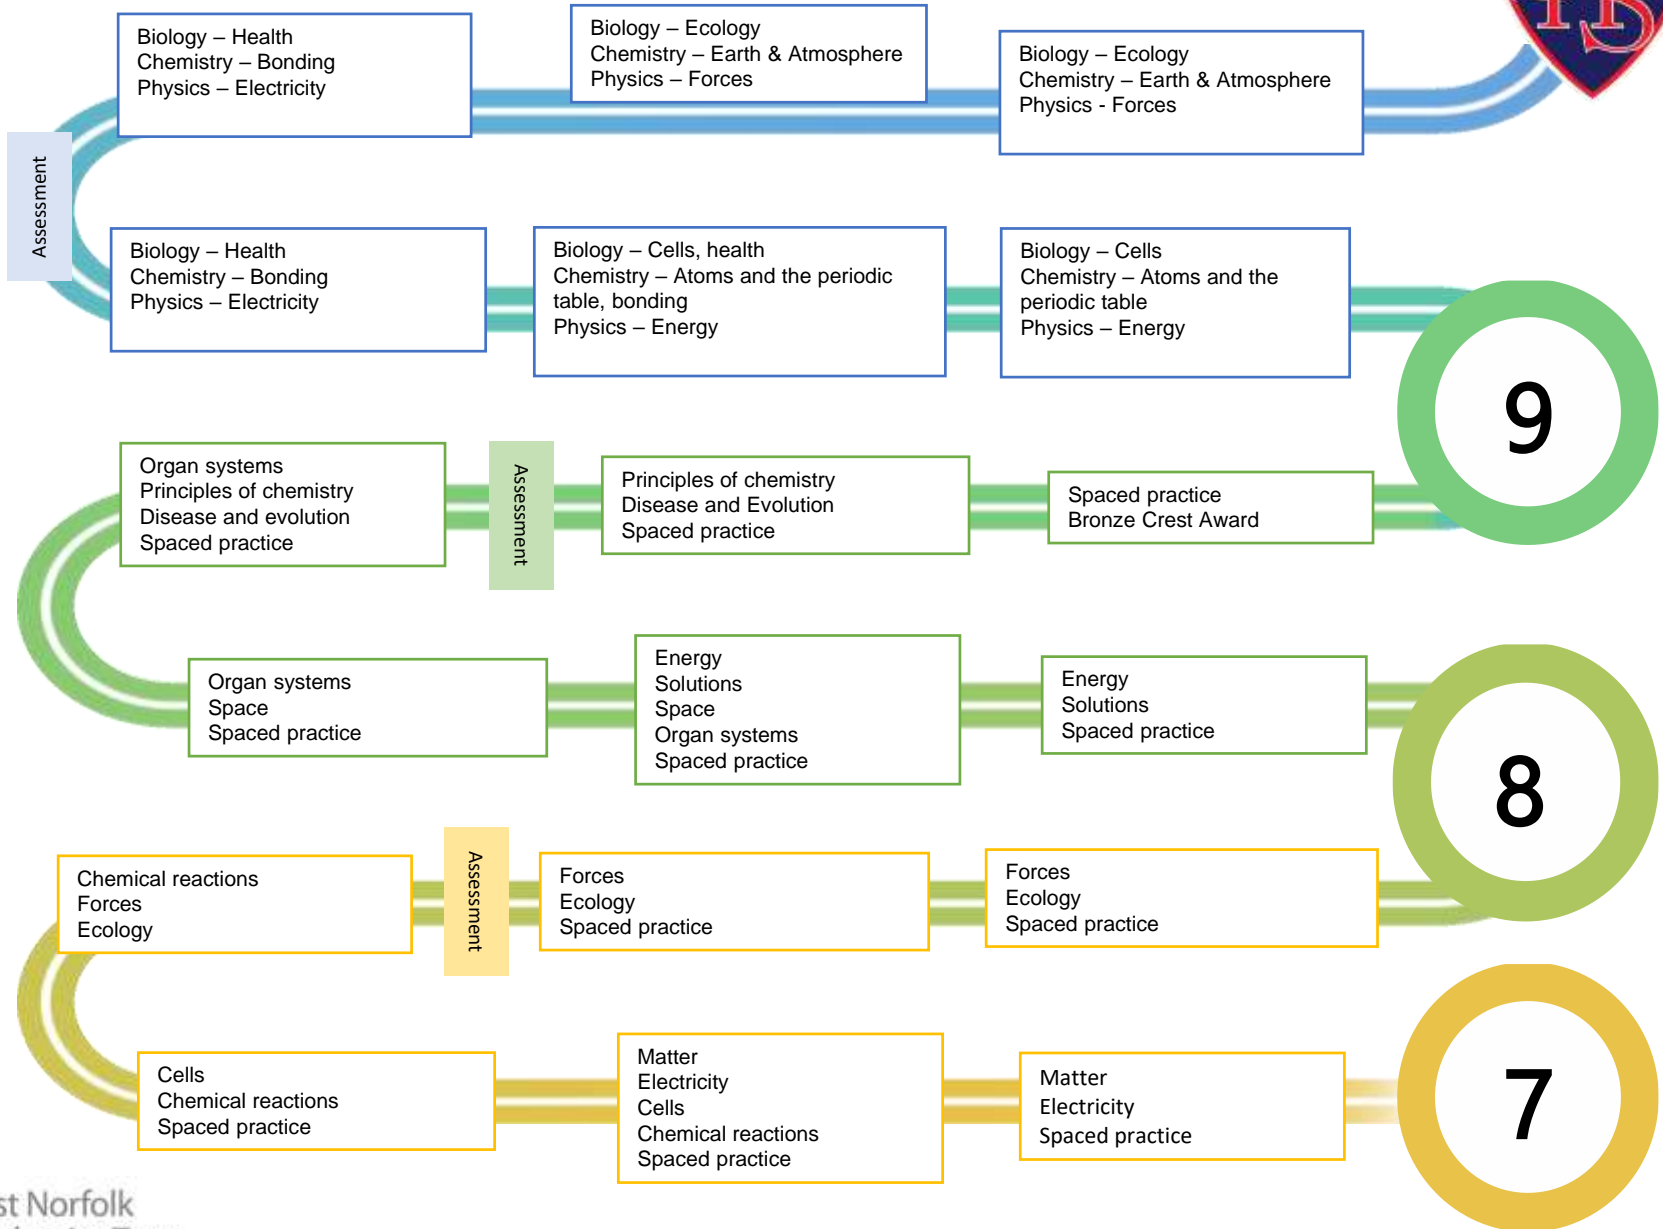 Biology – Health
Chemistry – Bonding
Physics – Electricity
Biology – Ecology
Chemistry – Earth & Atmosphere
Physics – Forces
Biology – Ecology
Chemistry – Earth & Atmosphere
Physics - Forces
Assessment
Biology – Health
Chemistry – Bonding
Physics – Electricity
Biology – Cells, health
Chemistry – Atoms and the periodic
table, bonding
Physics – Energy
Biology – Cells
Chemistry – Atoms and the
periodic table
Physics – Energy
9
Organ systems
Principles of chemistry
Disease and evolution
Spaced practice
Assessment
Principles of chemistry
Disease and Evolution
Spaced practice
Spaced practice
Bronze Crest Award
Organ systems
Space
Spaced practice
Energy
Solutions
Space
Organ systems
Spaced practice
Energy
Solutions
Spaced practice
8
Chemical reactions
Forces
Ecology
Assessment
Forces
Ecology
Spaced practice
Forces
Ecology
Spaced practice
Cells
Chemical reactions
Spaced practice
Matter
Electricity
Cells
Chemical reactions
Spaced practice
Matter
Electricity
Spaced practice
7
st Norfolk